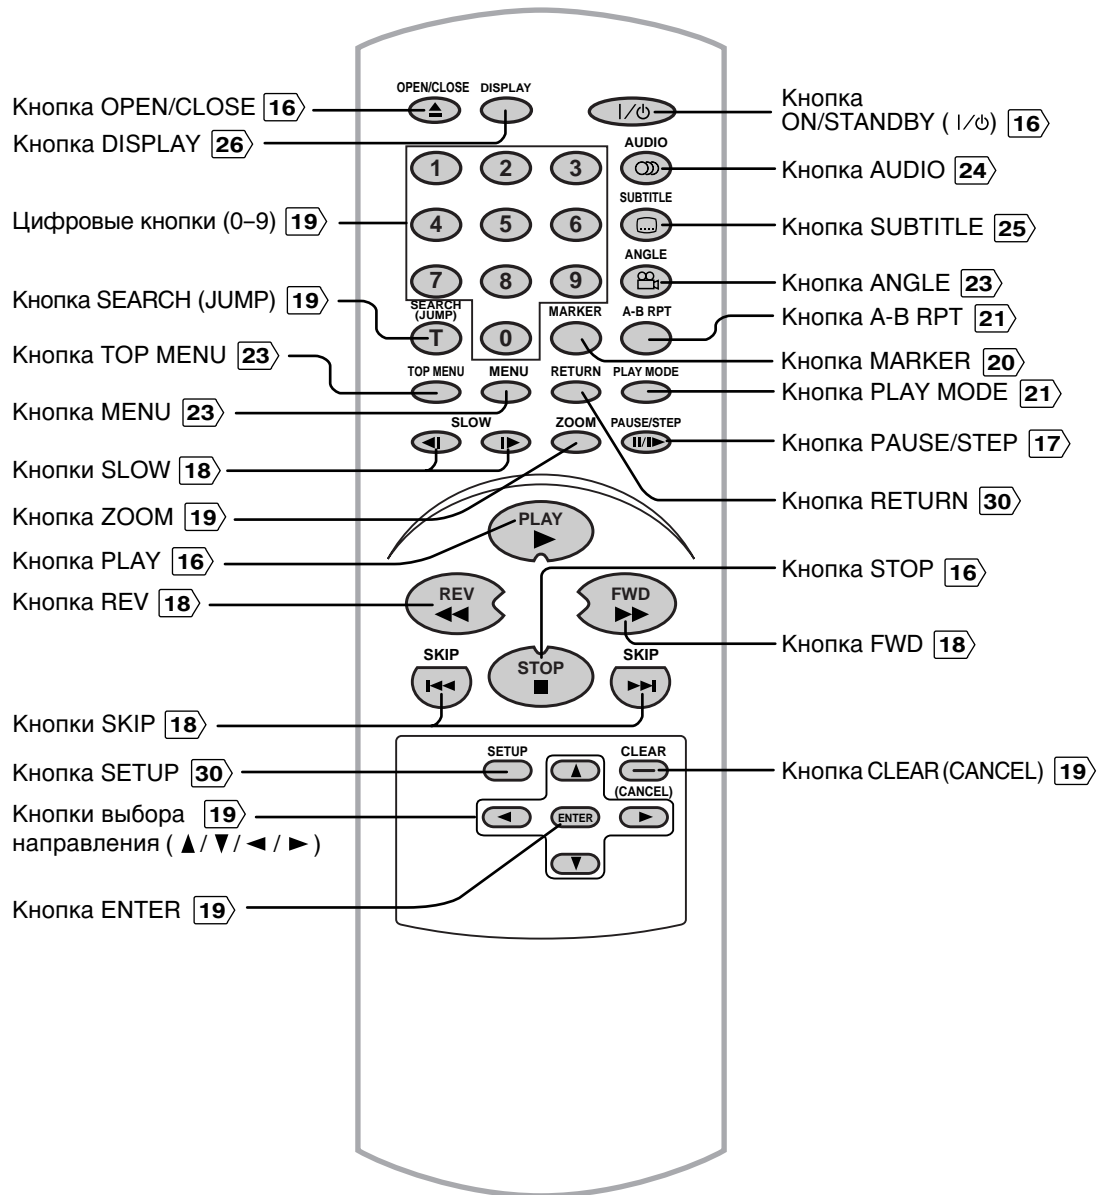 Кнопка OPEN/CLOSE 16
Кнопка DISPLAY 26
Цифровые кнопки (0–9) 19
Кнопка SEARCH (JUMP) 19
Кнопка TOP MENU 23
Кнопка MENU 23
Кнопки SLOW 18
Кнопка ZOOM 19
Кнопка PLAY 16
Кнопка REV 18
Кнопки SKIP 18
Кнопка SETUP 30
Кнопки выбора 19
направления ( ▲ / ▼ / ◄ / ► )
Кнопка ENTER 19
OPEN/CLOSE DISPLAY
I/⏻
AUDIO
1 2 3
SUBTITLE
4 5 6
ANGLE
7 8 9
SEARCH
(JUMP)
MARKER A-B RPT
T 0
TOP MENU MENU RETURN PLAY MODE
SLOW ZOOM PAUSE/STEP
PLAY
REV FWD
SKIP STOP SKIP
SETUP CLEAR
(CANCEL)
ENTER
Кнопка
ON/STANDBY ( I/⏻) 16
Кнопка AUDIO 24
Кнопка SUBTITLE 25
Кнопка ANGLE 23
Кнопка A-B RPT 21
Кнопка MARKER 20
Кнопка PLAY MODE 21
Кнопка PAUSE/STEP 17
Кнопка RETURN 30
Кнопка STOP 16
Кнопка FWD 18
Кнопка CLEAR (CANCEL) 19